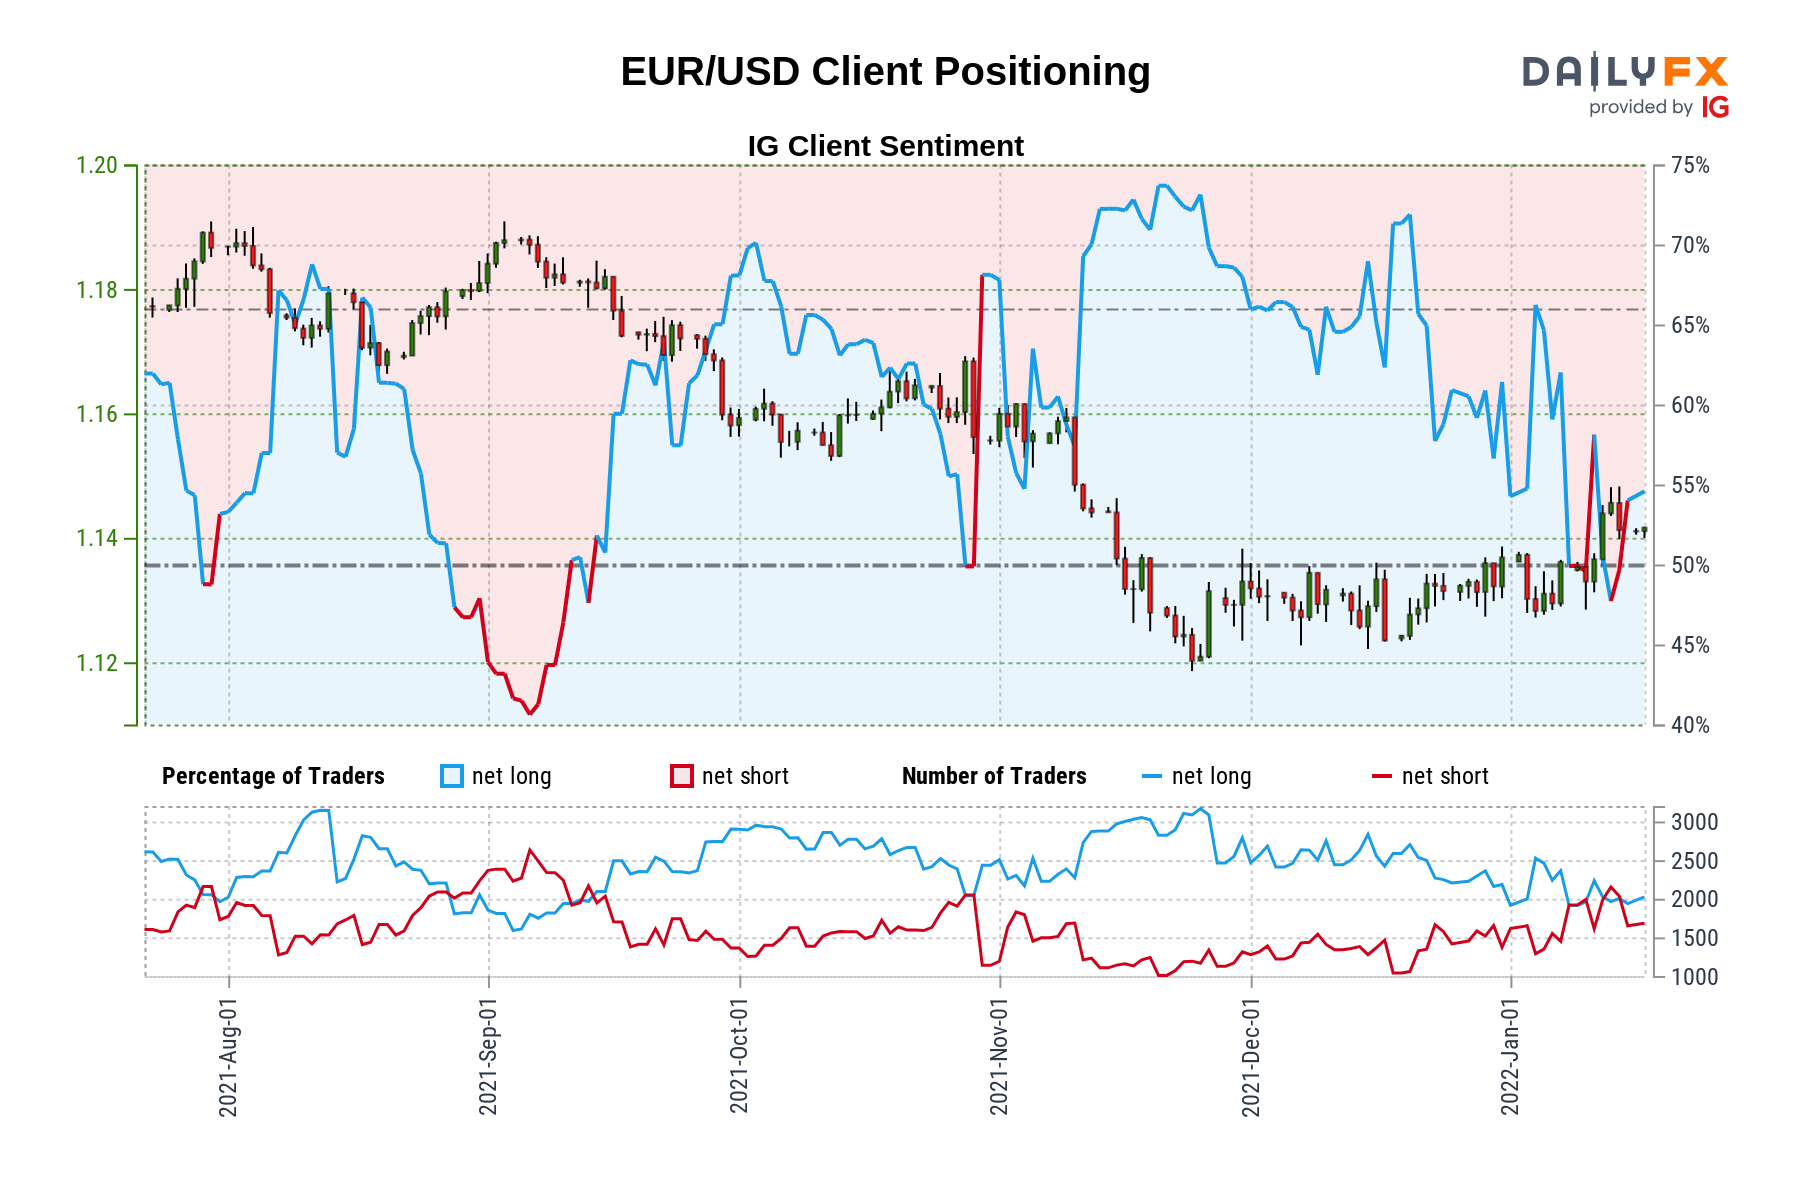 EUR/USD Client Positioning
DAILYFX
provided by IG
IG Client Sentiment
1.20
1.18
1.16
1.14
1.12
75%
70%
65%
60%
55%
50%
45%
40%
Percentage of Traders net long net short Number of Traders net long net short
3000
2500
2000
1500
1000
2021-Aug-01
2021-Sep-01
2021-Oct-01
2021-Nov-01
2021-Dec-01
2022-Jan-01